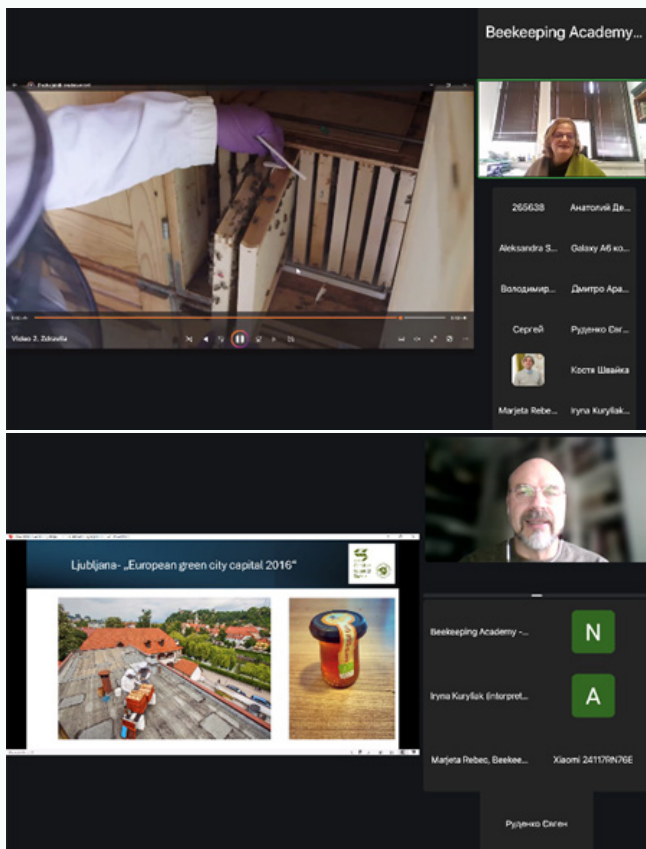 Beekeeping Academy...
265638
Анатолий Де...
Aleksandra S...
Galaxy A6 ко...
Володимир...
Дмитро Ара...
Сергей
Руденко Євг...
Костя Швайка
Marjeta Rebe...
Iryna Kuryliak...
Video 2. Zdravila
Ljubljana- „European green city capital 2016“
Beekeeping Academy -...
N
Iryna Kuryliak (interpret...
A
Marjeta Rebec, Beekee...
Xiaomi 24117RN76E
Руденко Євген